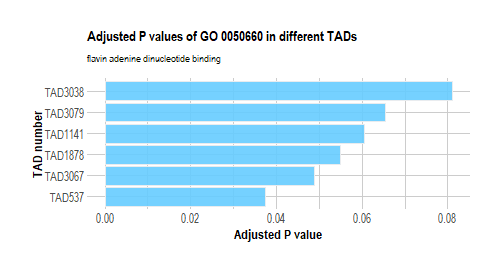 Adjusted P values of GO 0050660 in different TADs
flavin adenine dinucleotide binding
TAD3038
TAD3079
TAD1141
TAD1878
TAD3067
TAD537
TAD number
0.00 0.02 0.04 0.06 0.08
Adjusted P value